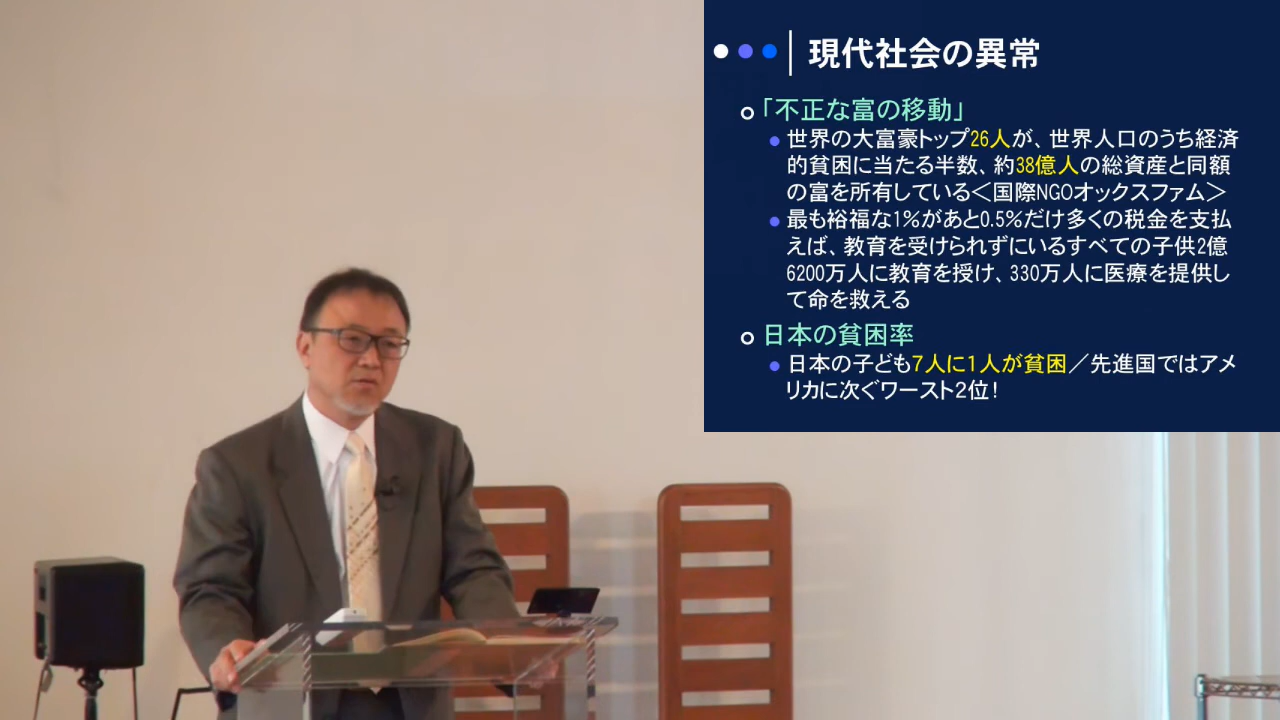 現代社会の異常
「不正な富の移動」
世界の大富豪トップ26人が、世界人口のうち経済
的貧困に当たる半数、約38億人の総資産と同額
の富を所有している＜国際NGOオックスファム＞
最も裕福な1%があと0.5%だけ多くの税金を支払
えば、教育を受けられずにいるすべての子供2億
6200万人に教育を授け、330万人に医療を提供し
て命を救える
日本の貧困率
日本の子ども7人に1人が貧困／先進国ではアメ
リカに次ぐワースト2位！